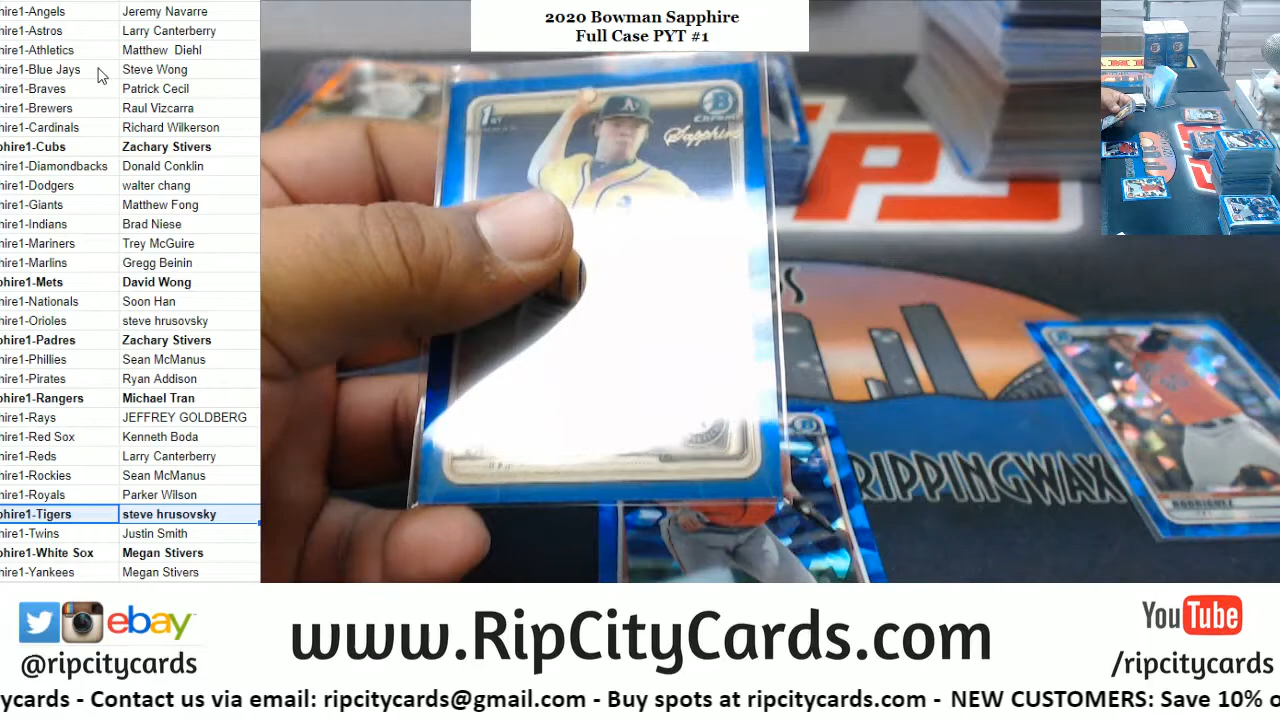 2020 Bowman Sapphire
Full Case PYT #1
hire1-Angels Jeremy Navarre
hire1-Astros Larry Canterberry
hire1-Athletics Matthew Diehl
hire1-Blue Jays Steve Wong
hire1-Braves Patrick Cecil
hire1-Brewers Raul Vizcarra
hire1-Cardinals Richard Wilkerson
hire1-Cubs Zachary Stivers
hire1-Diamondbacks Donald Conklin
hire1-Dodgers walter chang
hire1-Giants Matthew Fong
hire1-Indians Brad Niese
hire1-Mariners Trey McGuire
hire1-Marlins Gregg Beinin
phire1-Mets David Wong
hire1-Nationals Soon Han
hire1-Orioles steve hrusovsky
phire1-Padres Zachary Stivers
hire1-Phillies Sean McManus
hire1-Pirates Ryan Addison
phire1-Rangers Michael Tran
hire1-Rays JEFFREY GOLDBERG
hire1-Red Sox Kenneth Boda
hire1-Reds Larry Canterberry
hire1-Rockies Sean McManus
hire1-Royals Parker Wilson
phire1-Tigers steve hrusovsky
hire1-Twins Justin Smith
phire1-White Sox Megan Stivers
hire1-Yankees Megan Stivers
1ST
A's
B
Chrome
Sapphire
RIPPINGWAX
RODRIGUEZ
ebay
@ripcitycards
www.RipCityCards.com
YouTube
/ripcitycards
ycards - Contact us via email: ripcitycards@gmail.com - Buy spots at ripcitycards.com - NEW CUSTOMERS: Save 10% o